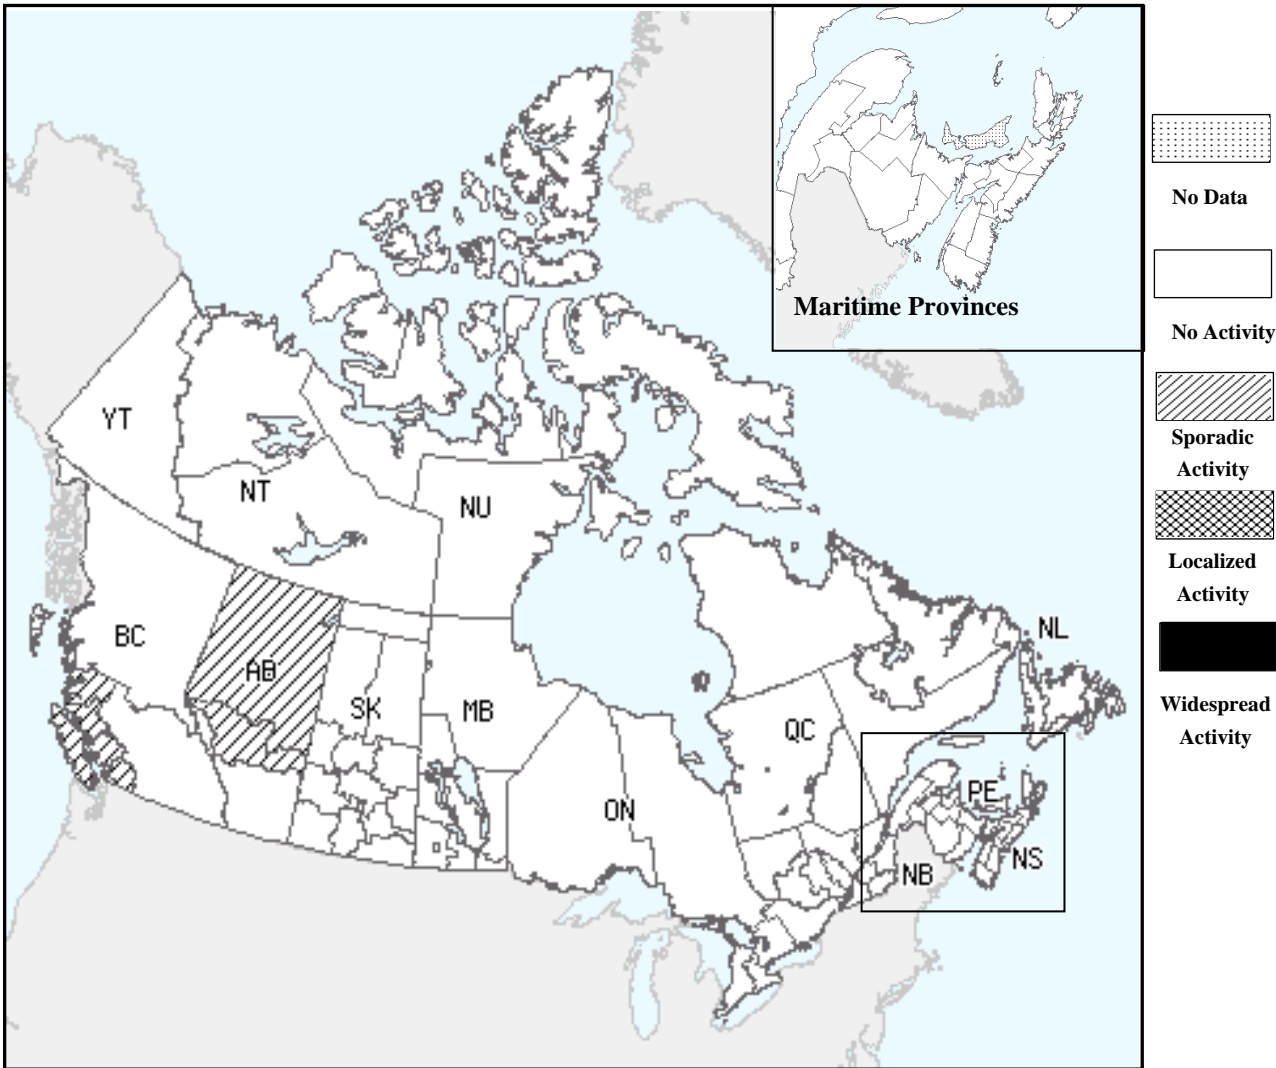 Maritime Provinces
No Data
No Activity
Sporadic
Activity
Localized
Activity
Widespread
Activity
YT
NT
NU
BC
AB
SK
MB
ON
QC
NL
PE
NB
NS